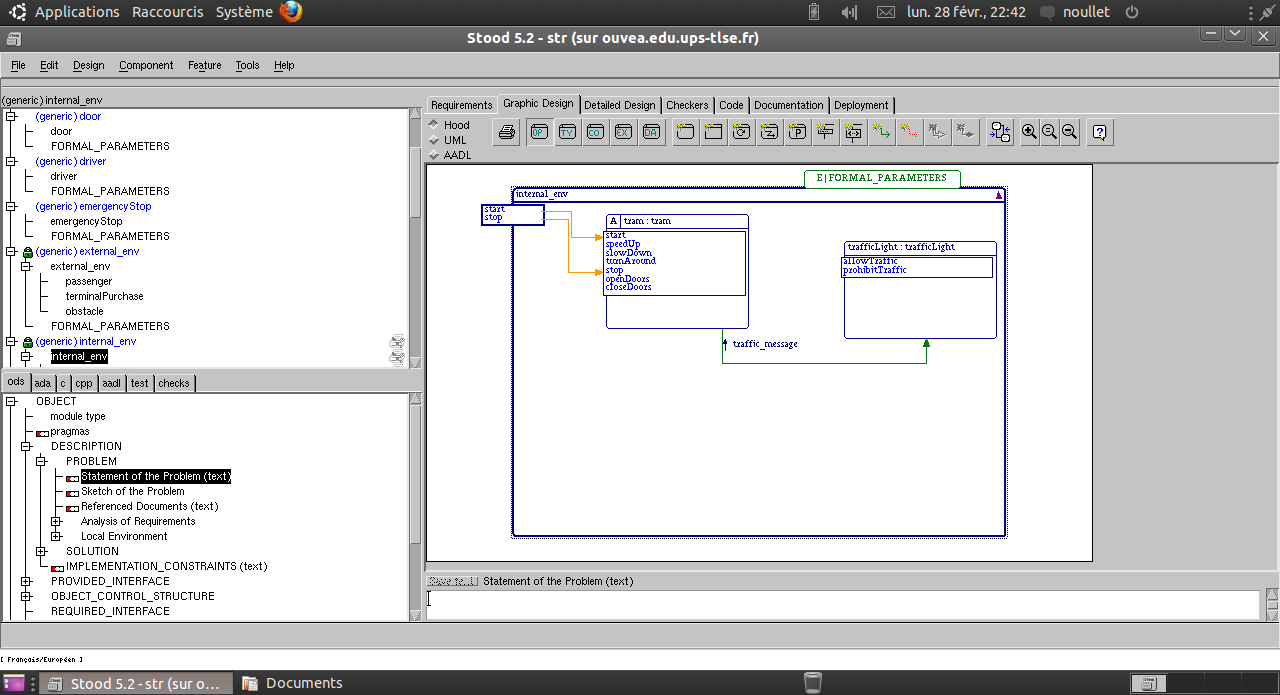 Applications Raccourcis Système lun. 28 févr., 22:42 noullet
Stood 5.2 - str (sur ouvea.edu.ups-tlse.fr)
File Edit Design Component Feature Tools Help
(generic) internal_env
(generic) door
door
FORMAL_PARAMETERS
(generic) driver
driver
FORMAL_PARAMETERS
(generic) emergencyStop
emergencyStop
FORMAL_PARAMETERS
(generic) external_env
external_env
passenger
terminalPurchase
obstacle
FORMAL_PARAMETERS
(generic) internal_env
internal_env
ods ada c cpp aadl test checks
OBJECT
module type
pragmas
DESCRIPTION
PROBLEM
Statement of the Problem (text)
Sketch of the Problem
Referenced Documents (text)
Analysis of Requirements
Local Environment
SOLUTION
IMPLEMENTATION_CONSTRAINTS (text)
PROVIDED_INTERFACE
OBJECT_CONTROL_STRUCTURE
REQUIRED_INTERFACE
Requirements Graphic Design Detailed Design Checkers Code Documentation Deployment
Hood
UML
AADL
OP TY CO EX DA
E|FORMAL_PARAMETERS
internal_env
start
stop
A tram : tram
start
speedUp
slowDown
turnAround
stop
openDoors
closeDoors
trafficLight : trafficLight
allowTraffic
prohibitTraffic
traffic_message
Statement of the Problem (text)
[ Français/Européen ]
Stood 5.2 - str (sur o... Documents